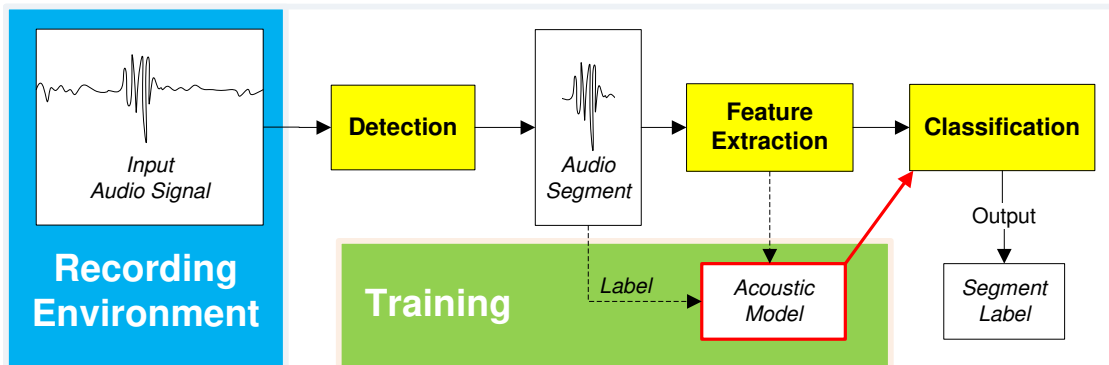 Input
Audio Signal
Recording
Environment
Detection
Audio
Segment
Feature
Extraction
Classification
Output
Segment
Label
Training
Label
Acoustic
Model